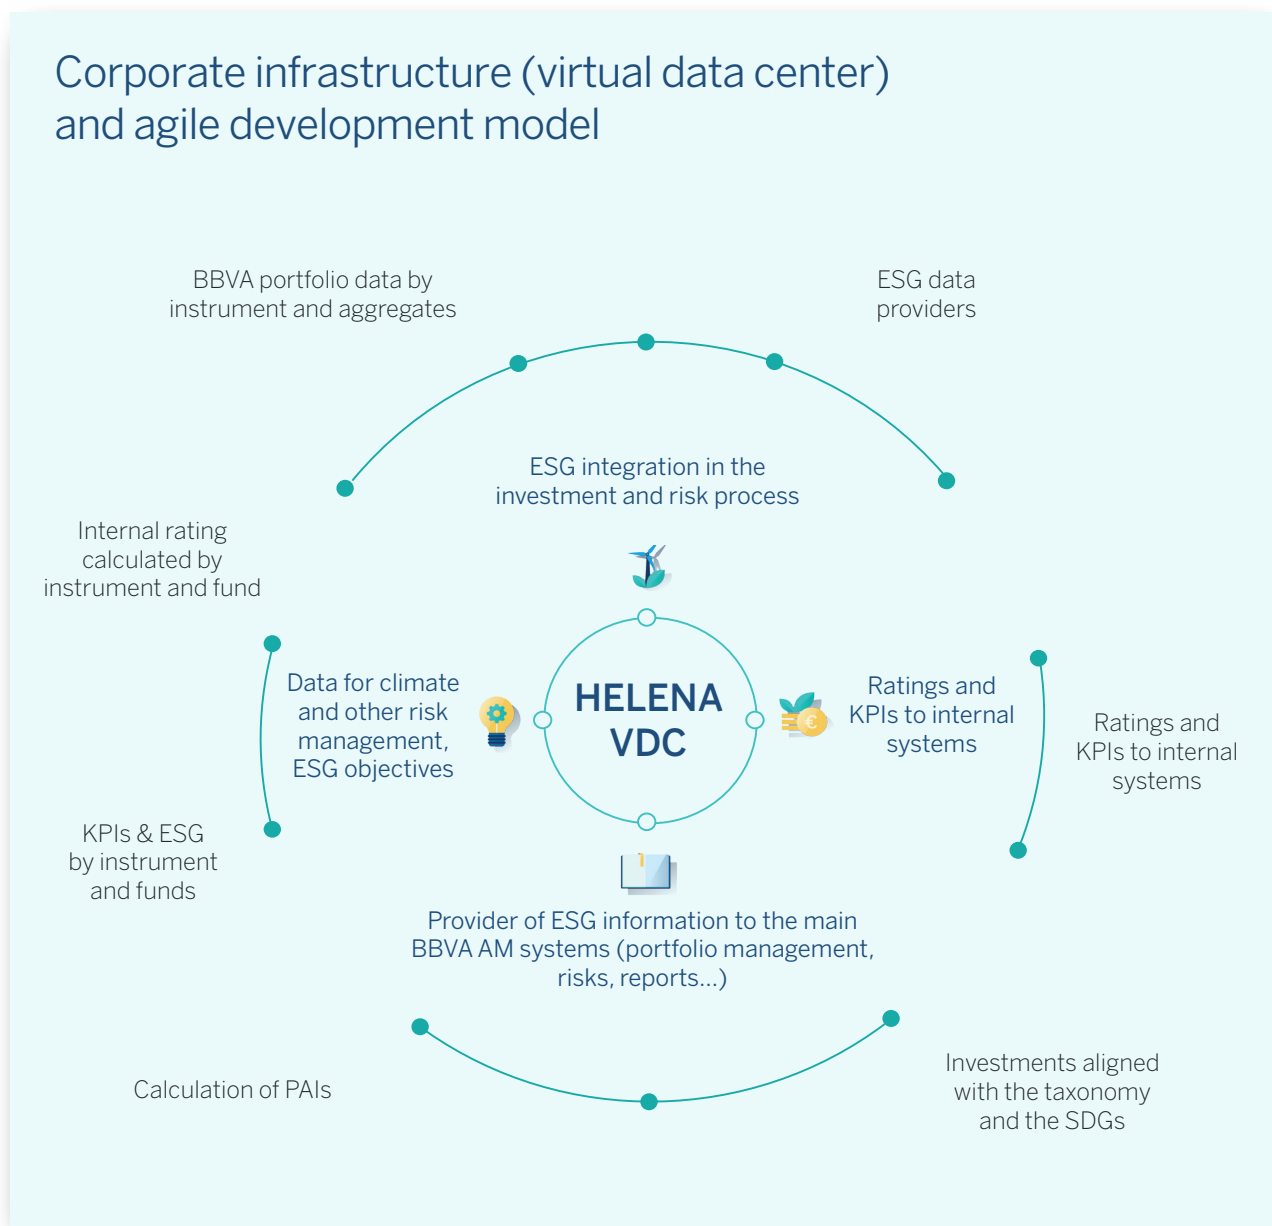 Corporate infrastructure (virtual data center)
and agile development model
BBVA portfolio data by
instrument and aggregates
ESG data
providers
ESG integration in the
investment and risk process
Internal rating
calculated by
instrument and fund
Data for climate
and other risk
management,
ESG objectives
HELENA
VDC
Ratings and
KPIs to internal
systems
Ratings and
KPIs to internal
systems
KPIs & ESG
by instrument
and funds
Provider of ESG information to the main
BBVA AM systems (portfolio management,
risks, reports...)
Calculation of PAIs
Investments aligned
with the taxonomy
and the SDGs